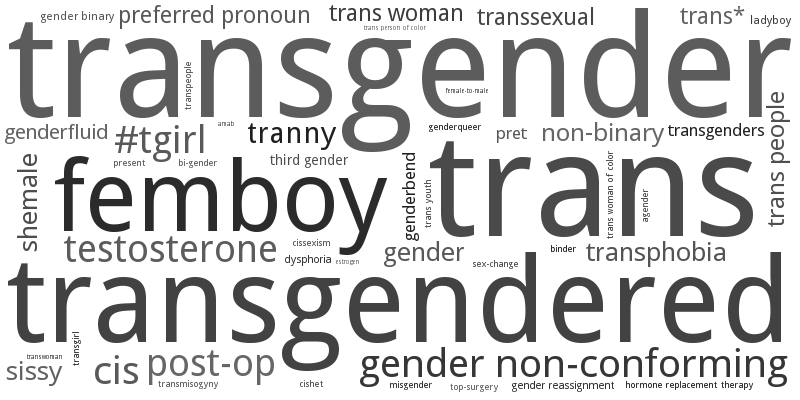 gender binary
preferred pronoun
trans woman
transsexual
trans*
ladyboy
trans person of color
transgender
transpeople
female-to-male
genderfluid
#tgirl
amab
tranny
genderqueer
pret
non-binary
transgenders
trans people
present
bi-gender
third gender
shemale
femboy
genderbend
trans youth
trans
trans woman of color
agender
testosterone
cissexism
dysphoria
estrogen
gender
sex-change
binder
transphobia
transgendered
transwoman
transgirl
sissy
cis
post-op
transmisogyny
cishet
gender non-conforming
misgender
top-surgery
gender reassignment
hormone replacement therapy